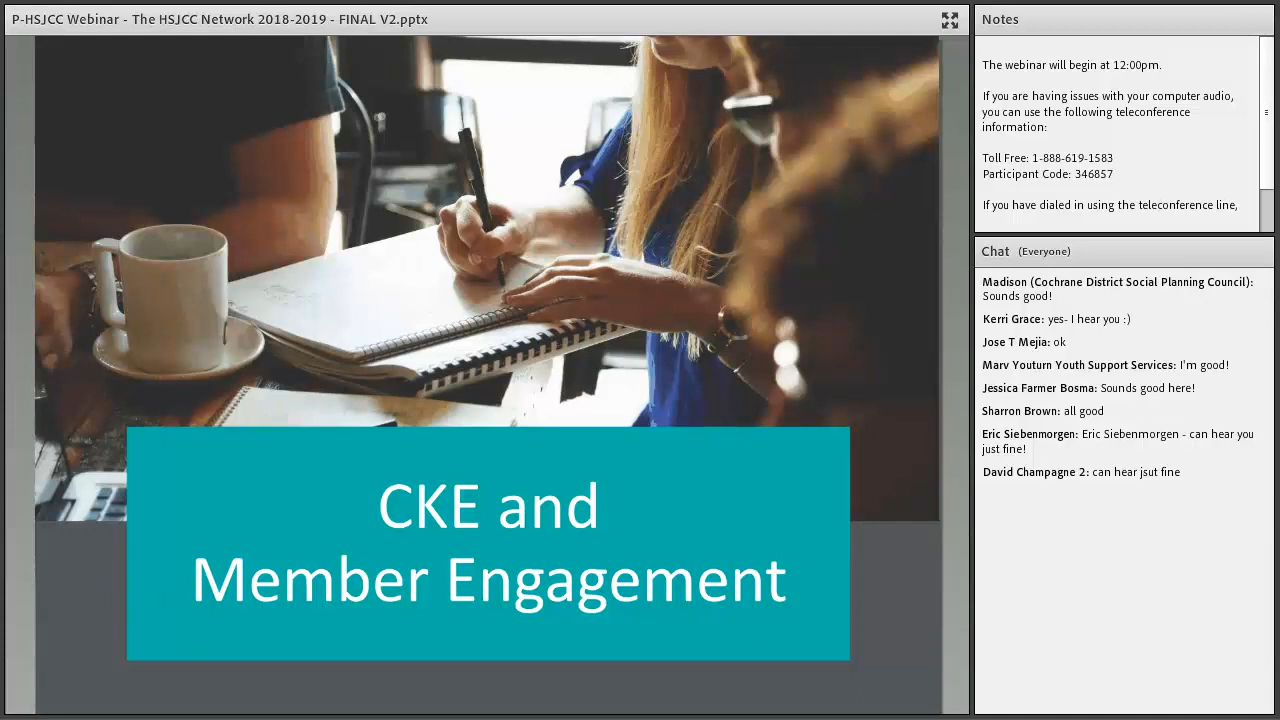 P-HSJCC Webinar - The HSJCC Network 2018-2019 - FINAL V2.pptx
CKE and
Member Engagement
Notes
The webinar will begin at 12:00pm.
If you are having issues with your computer audio,
you can use the following teleconference
information:
Toll Free: 1-888-619-1583
Participant Code: 346857
If you have dialed in using the teleconference line,
Chat (Everyone)
Madison (Cochrane District Social Planning Council):
Sounds good!
Kerri Grace: yes- I hear you :)
Jose T Mejia: ok
Marv Youturn Youth Support Services: I'm good!
Jessica Farmer Bosma: Sounds good here!
Sharron Brown: all good
Eric Siebenmorgen: Eric Siebenmorgen - can hear you
just fine!
David Champagne 2: can hear jsut fine